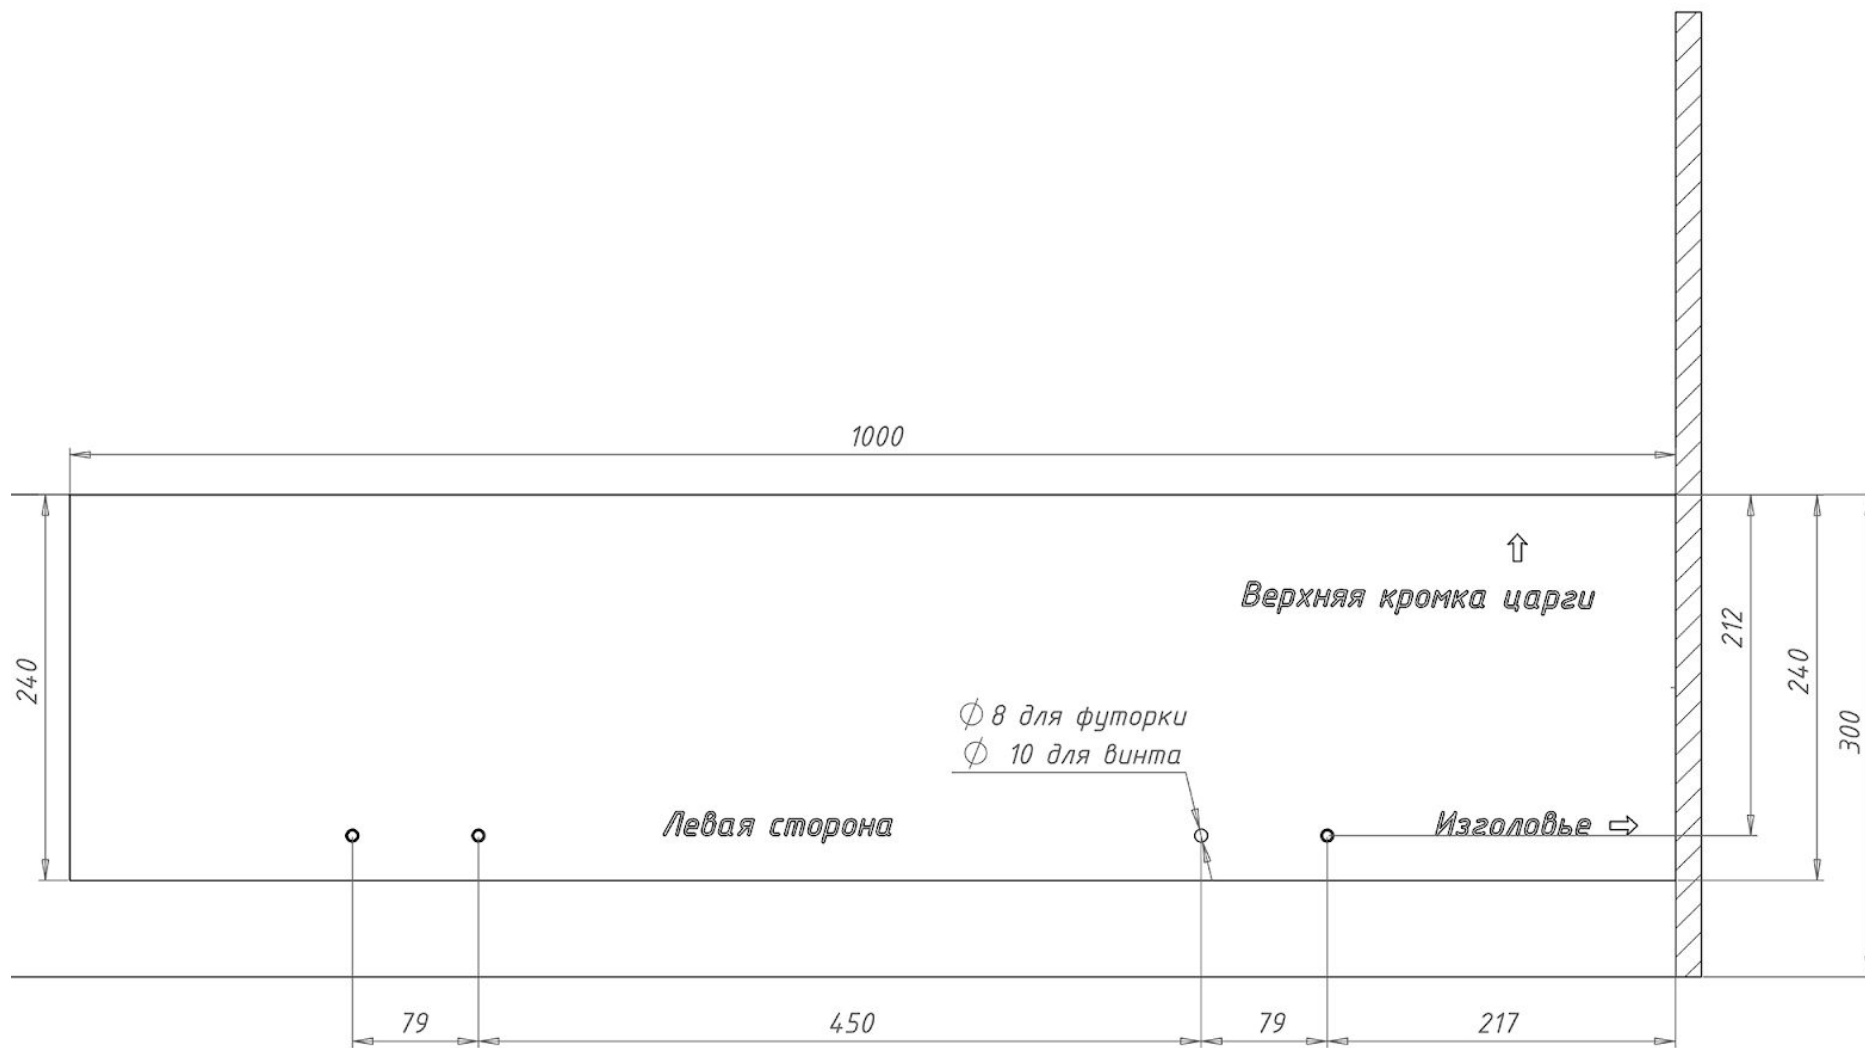 1000
Верхняя кромка царги
212
240
240
300
⌀ 8 для футорки
⌀ 10 для винта
Левая сторона
Изголовье ⇨
79
450
79
217